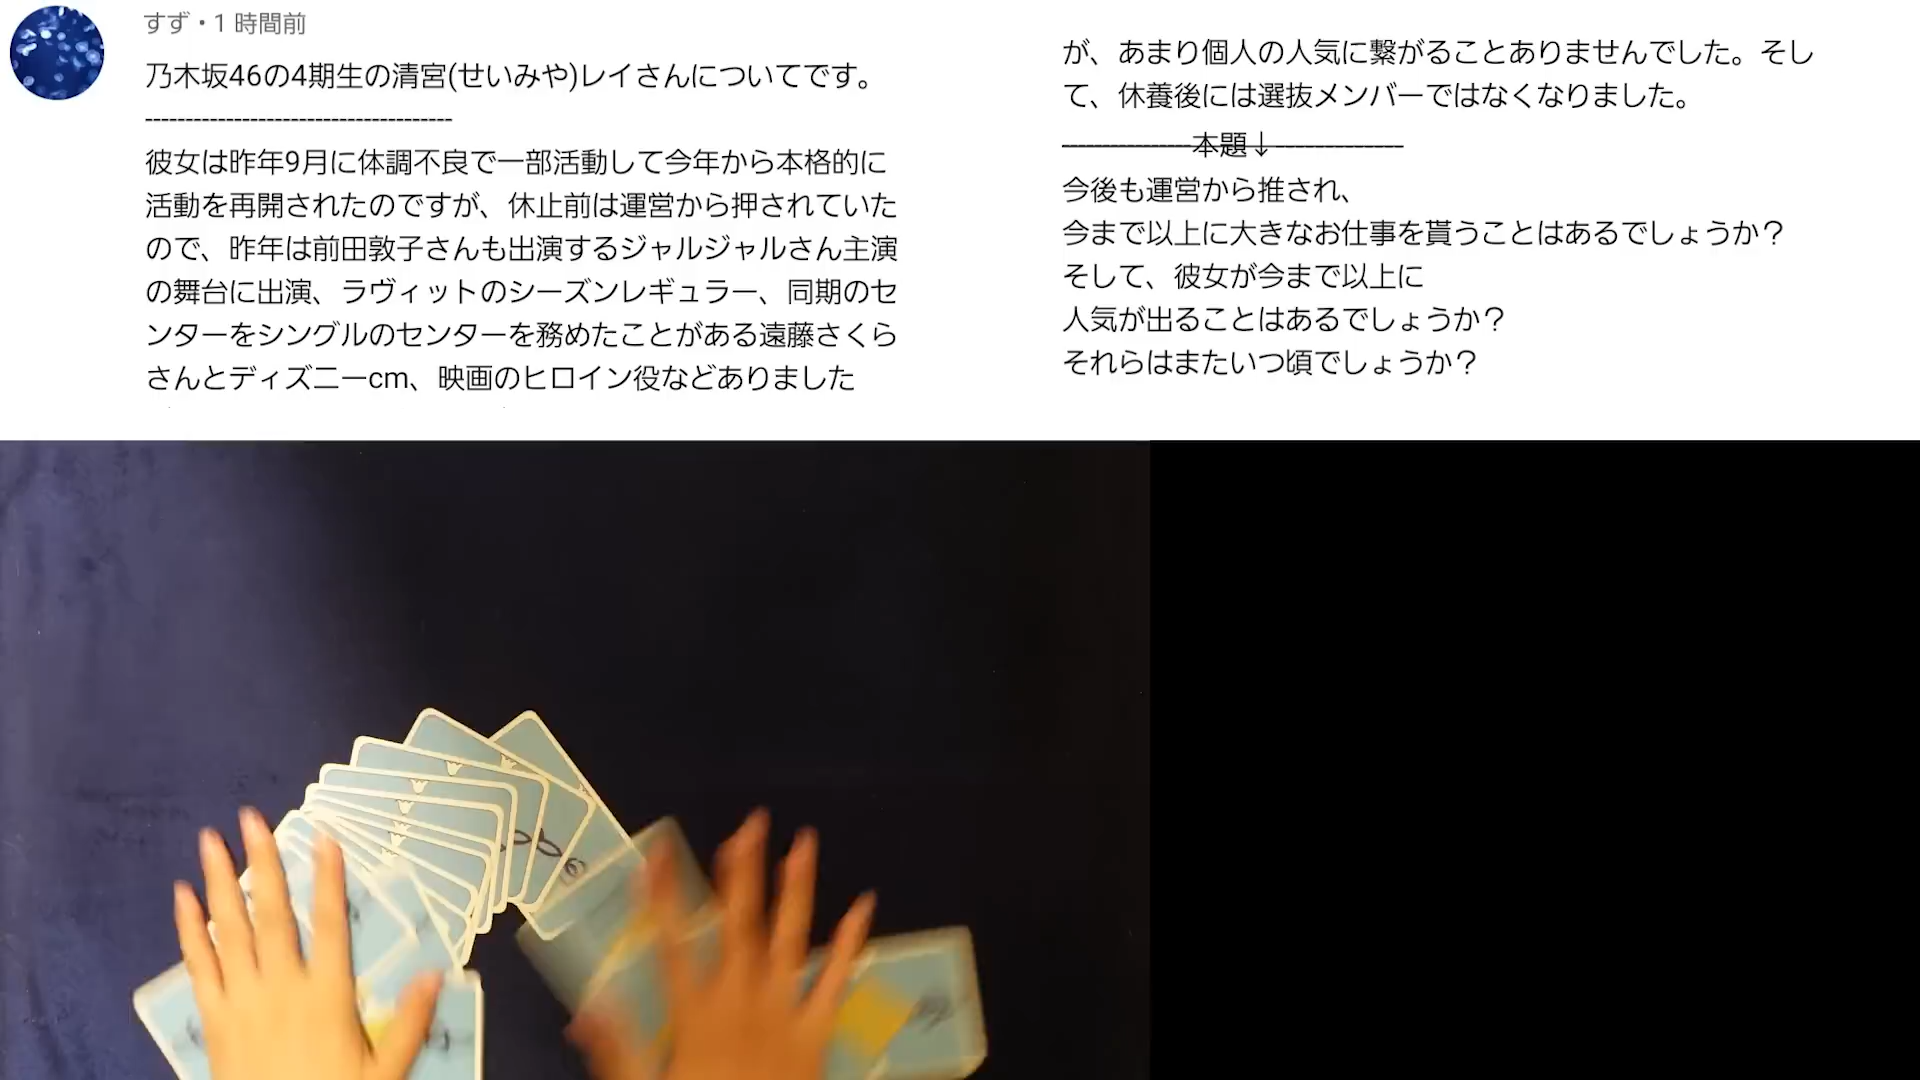 すず・1 時間前
乃木坂46の4期生の清宮(せいみや)レイさんについてです。
--------------------------------------
彼女は昨年9月に体調不良で一部活動して今年から本格的に
活動を再開されたのですが、休止前は運営から押されていた
ので、昨年は前田敦子さんも出演するジャルジャルさん主演
の舞台に出演、ラヴィットのシーズンレギュラー、同期のセ
ンターをシングルのセンターを務めたことがある遠藤さくら
さんとディズニーcm、映画のヒロイン役などありました
が、あまり個人の人気に繋がることありませんでした。そし
て、休養後には選抜メンバーではなくなりました。
----------------本題↓----------------
今後も運営から推され、
今まで以上に大きなお仕事を貰うことはあるでしょうか？
そして、彼女が今まで以上に
人気が出ることはあるでしょうか？
それらはまたいつ頃でしょうか？